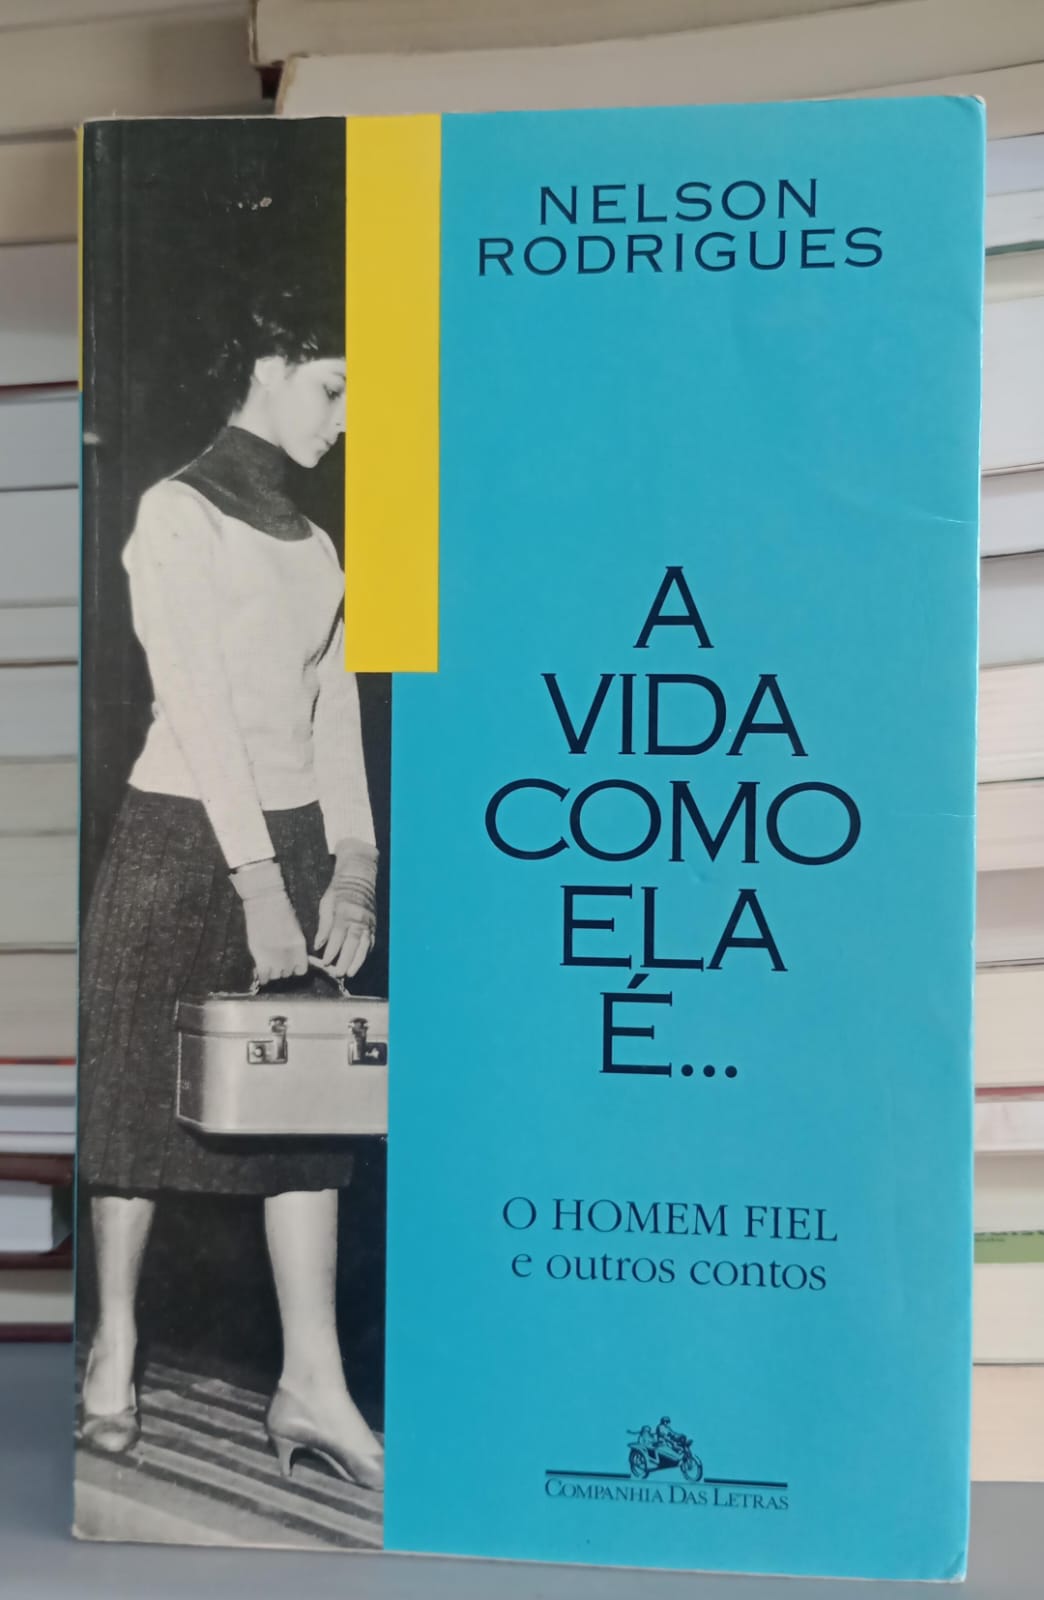 NELSON
RODRIGUES
A
VIDA
COMO
ELA
É...
O HOMEM FIEL
e outros contos
COMPANHIA DAS LETRAS